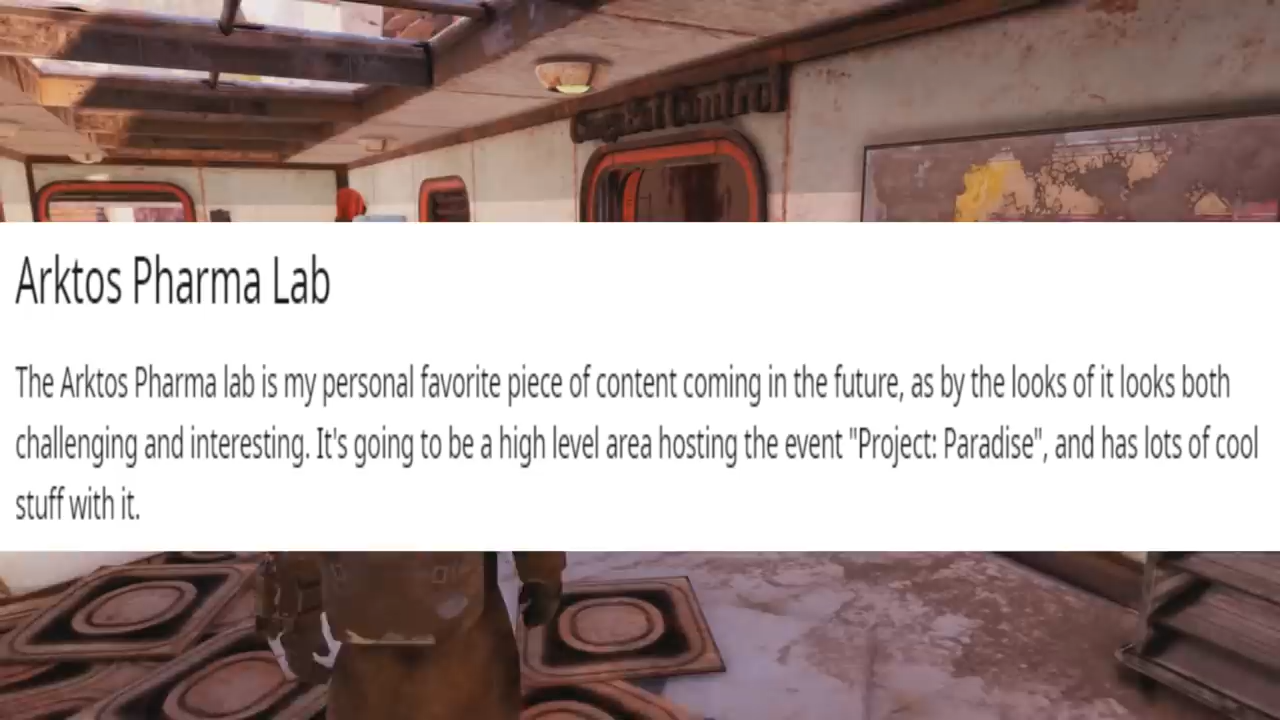 Arktos Pharma Lab
The Arktos Pharma lab is my personal favorite piece of content coming in the future, as by the looks of it looks both
challenging and interesting. It's going to be a high level area hosting the event "Project: Paradise", and has lots of cool
stuff with it.